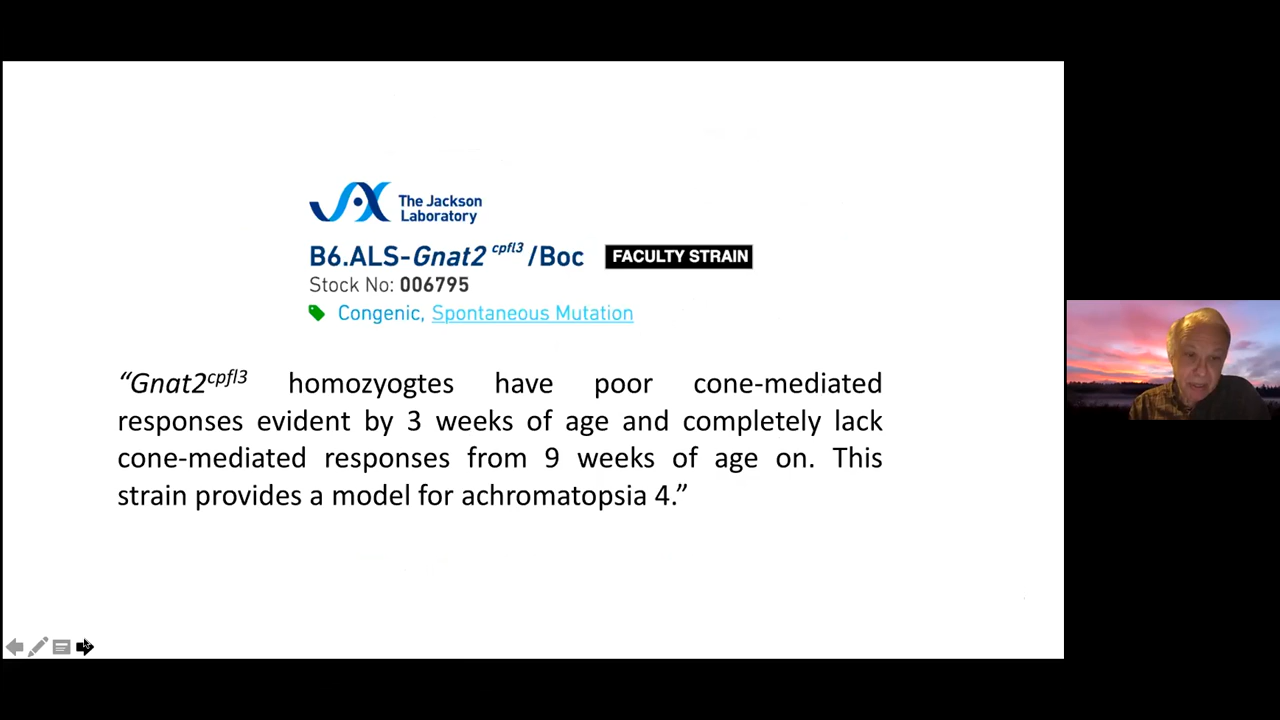 The Jackson
Laboratory
B6.ALS-Gnat2 cpfl3 /Boc FACULTY STRAIN
Stock No: 006795
Congenic, Spontaneous Mutation
“Gnat2cpfl3 homozyogtes have poor cone-mediated
responses evident by 3 weeks of age and completely lack
cone-mediated responses from 9 weeks of age on. This
strain provides a model for achromatopsia 4.”